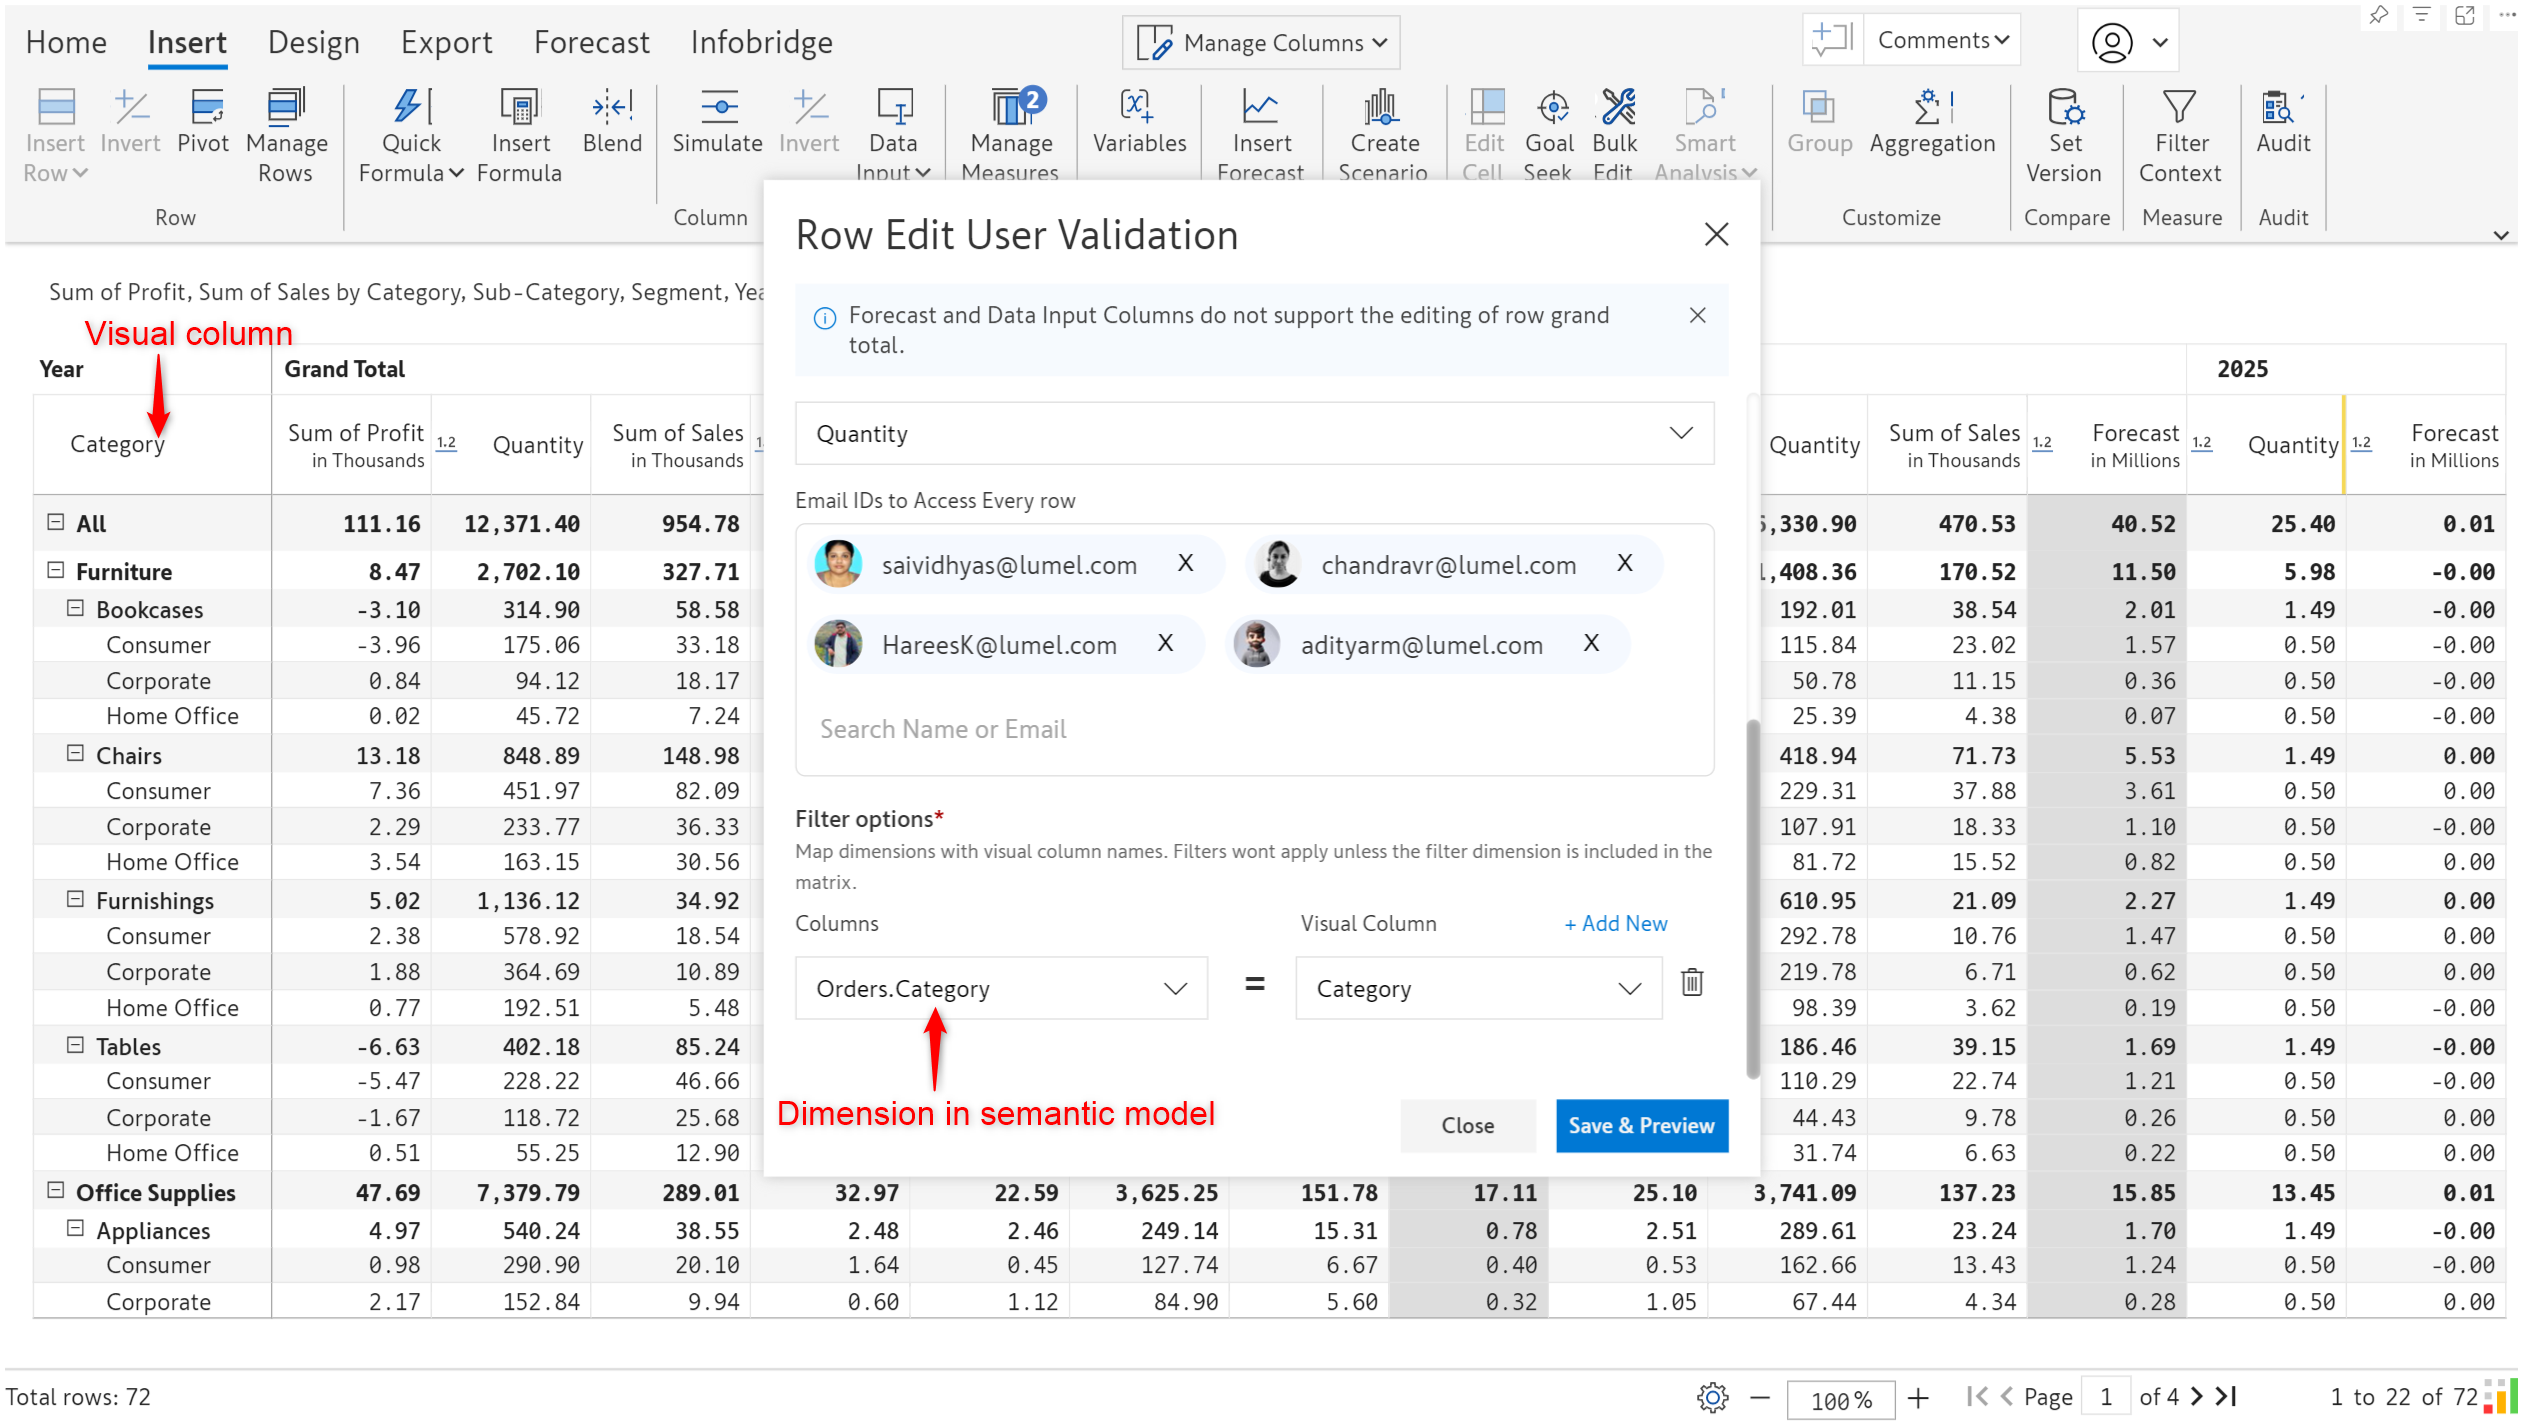 Home Insert Design Export Forecast Infobridge Manage Columns Comments
Insert Row Invert Pivot Manage Rows Quick Formula Insert Formula Blend Simulate Invert Data Input Manage Measures 2 Variables Insert Forecast Create Scenario Edit Cell Goal Seek Bulk Edit Smart Analysis Group Aggregation Set Version Filter Context Audit
Row Column Customize Compare Measure Audit
Sum of Profit, Sum of Sales by Category, Sub-Category, Segment,
Visual column
Row Edit User Validation
Forecast and Data Input Columns do not support the editing of row grand
total.
Quantity
Email IDs to Access Every row
saividhyas@lumel.com X chandravr@lumel.com X
HareesK@lumel.com X adityarm@lumel.com X
Search Name or Email
Filter options*
Map dimensions with visual column names. Filters wont apply unless the filter dimension is included in the
matrix.
Columns Visual Column + Add New
Orders.Category = Category
Dimension in semantic model
Close Save & Preview
Year Grand Total 2025
Category Sum of Profit in Thousands 1.2 Quantity Sum of Sales in Thousands Quantity Sum of Sales in Thousands 1.2 Forecast in Millions 1.2 Quantity 1.2 Forecast in Millions
All 111.16 12,371.40 954.78 ,330.90 470.53 40.52 25.40 0.01
Furniture 8.47 2,702.10 327.71 ,408.36 170.52 11.50 5.98 -0.00
Bookcases -3.10 314.90 58.58 192.01 38.54 2.01 1.49 -0.00
Consumer -3.96 175.06 33.18 115.84 23.02 1.57 0.50 -0.00
Corporate 0.84 94.12 18.17 50.78 11.15 0.36 0.50 -0.00
Home Office 0.02 45.72 7.24 25.39 4.38 0.07 0.50 -0.00
Chairs 13.18 848.89 148.98 418.94 71.73 5.53 1.49 0.00
Consumer 7.36 451.97 82.09 229.31 37.88 3.61 0.50 0.00
Corporate 2.29 233.77 36.33 107.91 18.33 1.10 0.50 -0.00
Home Office 3.54 163.15 30.56 81.72 15.52 0.82 0.50 0.00
Furnishings 5.02 1,136.12 34.92 610.95 21.09 2.27 1.49 0.00
Consumer 2.38 578.92 18.54 292.78 10.76 1.47 0.50 0.00
Corporate 1.88 364.69 10.89 219.78 6.71 0.62 0.50 -0.00
Home Office 0.77 192.51 5.48 98.39 3.62 0.19 0.50 -0.00
Tables -6.63 402.18 85.24 186.46 39.15 1.69 1.49 -0.00
Consumer -5.47 228.22 46.66 110.29 22.74 1.21 0.50 -0.00
Corporate -1.67 118.72 25.68 44.43 9.78 0.26 0.50 -0.00
Home Office 0.51 55.25 12.90 31.74 6.63 0.22 0.50 0.00
Office Supplies 47.69 7,379.79 289.01 32.97 22.59 3,625.25 151.78 17.11 25.10 3,741.09 137.23 15.85 13.45 0.01
Appliances 4.97 540.24 38.55 2.48 2.46 249.14 15.31 0.78 2.51 289.61 23.24 1.70 1.49 -0.00
Consumer 0.98 290.90 20.10 1.64 0.45 127.74 6.67 0.40 0.53 162.66 13.43 1.24 0.50 -0.00
Corporate 2.17 152.84 9.94 0.60 1.12 84.90 5.60 0.32 1.05 67.44 4.34 0.28 0.50 0.00
Total rows: 72 100% Page 1 of 4 1 to 22 of 72